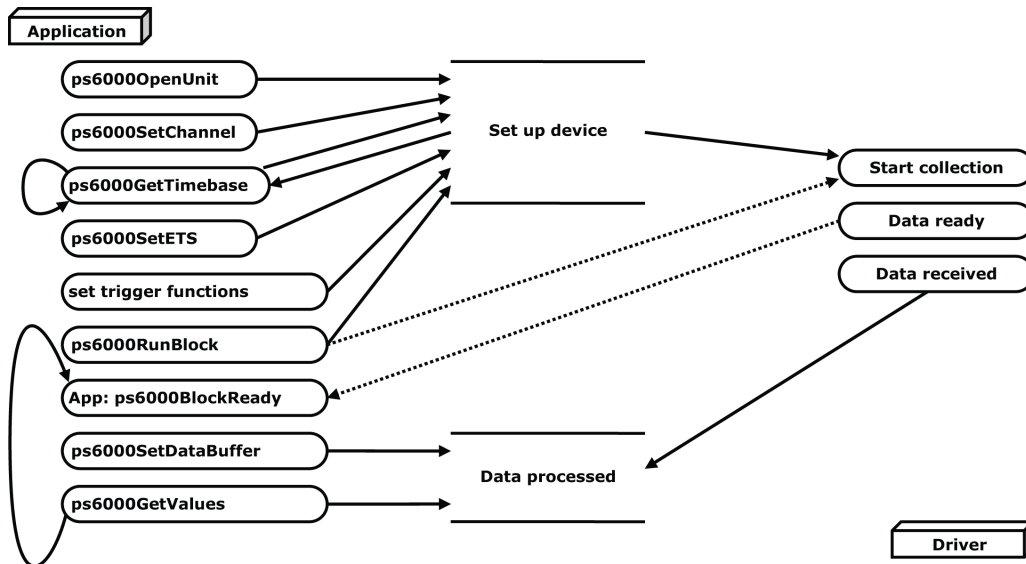 Application
ps6000OpenUnit
ps6000SetChannel
Set up device
ps6000GetTimebase
Start collection
ps6000SetETS
Data ready
set trigger functions
Data received
ps6000RunBlock
App: ps6000BlockReady
ps6000SetDataBuffer
Data processed
ps6000GetValues
Driver